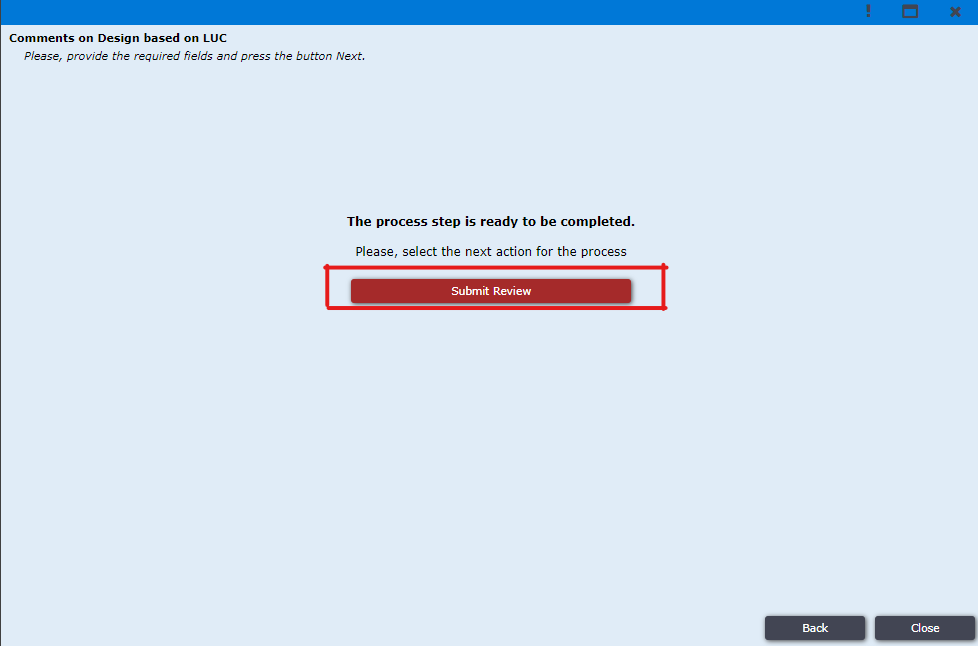 Comments on Design based on LUC
Please, provide the required fields and press the button Next.
The process step is ready to be completed.
Please, select the next action for the process
Submit Review
Back
Close